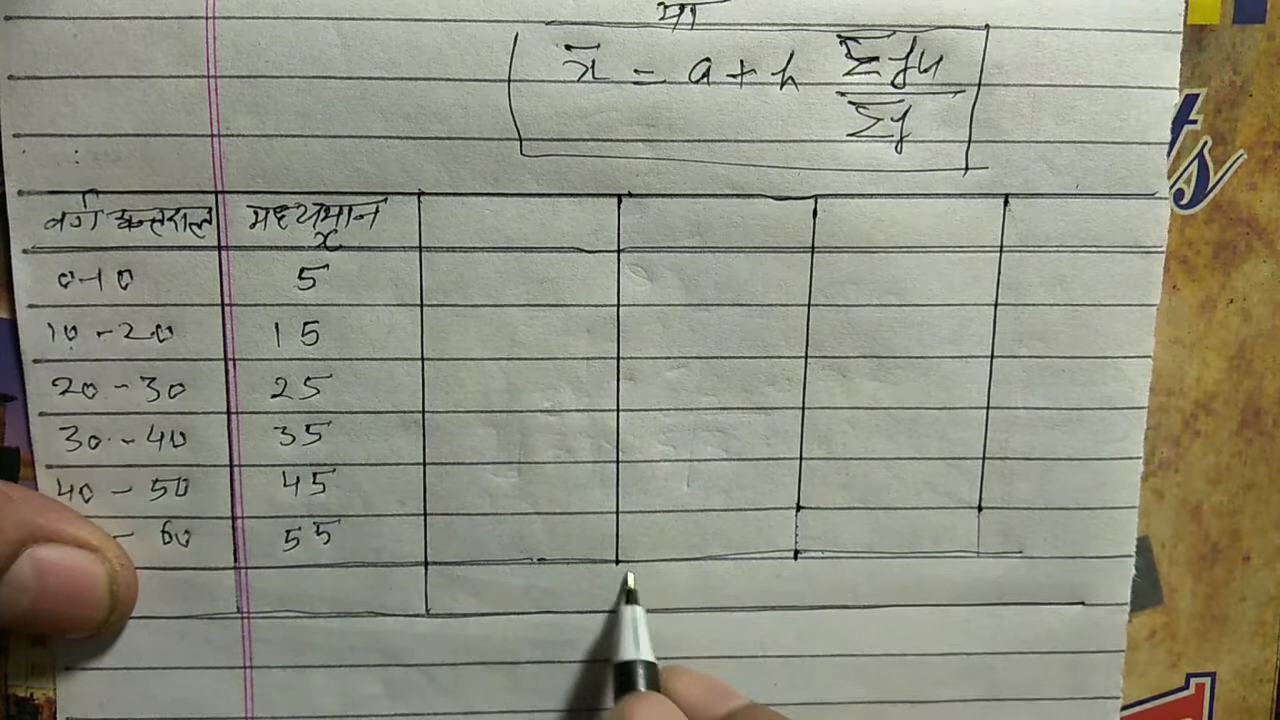 या
x̄ = a + h Σfu
Σf
वर्ग अन्तराल मध्यमान
x
0-10 5
10-20 15
20-30 25
30-40 35
40-50 45
- 60 55